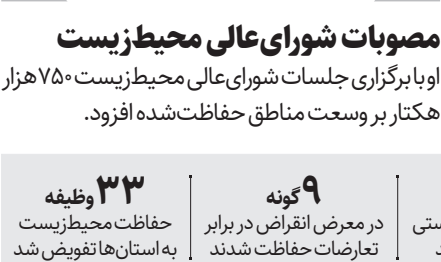 مصوبات شورای‌عالی محیط‌زیست
او با برگزاری جلسات شورای‌عالی محیط‌زیست ۷۵۰ هزار
هکتار بر وسعت مناطق حفاظت‌شده افزود.
۹ گونه
در معرض انقراض در برابر
تعارضات حفاظت شدند
۳۳ وظیفه
حفاظت محیط‌زیست
به استان‌ها تفویض شد